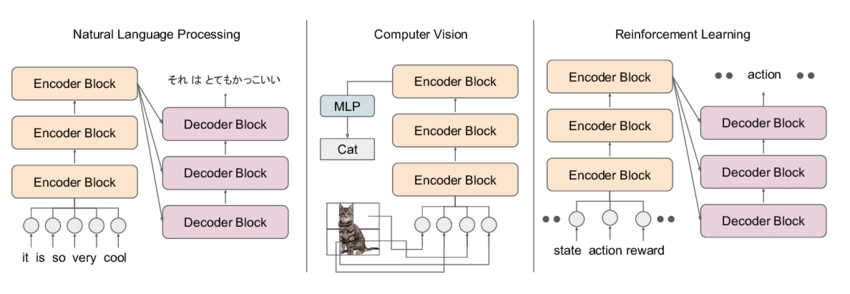 Natural Language Processing
Encoder Block
Encoder Block
Encoder Block
it is so very cool
それ は とてもかっこいい
Decoder Block
Decoder Block
Decoder Block
Computer Vision
Encoder Block
Encoder Block
Encoder Block
MLP
Cat
Reinforcement Learning
Encoder Block
Encoder Block
Encoder Block
state action reward
action
Decoder Block
Decoder Block
Decoder Block